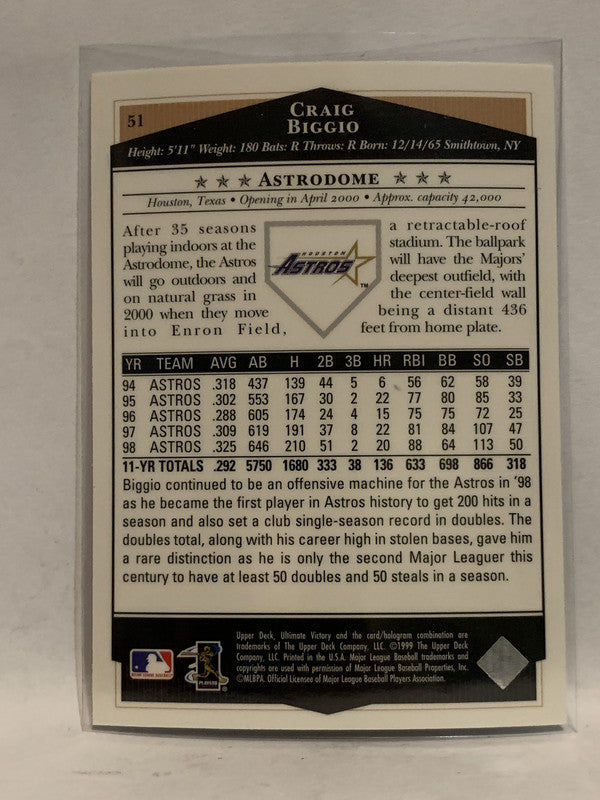 51
CRAIG
BIGGIO
Height: 5'11" Weight: 180 Bats: R Throws: R Born: 12/14/65 Smithtown, NY
ASTRODOME
Houston, Texas • Opening in April 2000 • Approx. capacity 42,000
After 35 seasons
playing indoors at the
Astrodome, the Astros
will go outdoors and
on natural grass in
2000 when they move
into Enron Field,
HOUSTON
ASTROS
TM
a retractable-roof
stadium. The ballpark
will have the Majors'
deepest outfield, with
the center-field wall
being a distant 436
feet from home plate.
YR TEAM AVG AB H 2B 3B HR RBI BB SO SB
94 ASTROS .318 437 139 44 5 6 56 62 58 39
95 ASTROS .302 553 167 30 2 22 77 80 85 33
96 ASTROS .288 605 174 24 4 15 75 75 72 25
97 ASTROS .309 619 191 37 8 22 81 84 107 47
98 ASTROS .325 646 210 51 2 20 88 64 113 50
11-YR TOTALS .292 5750 1680 333 38 136 633 698 866 318
Biggio continued to be an offensive machine for the Astros in '98
as he became the first player in Astros history to get 200 hits in a
season and also set a club single-season record in doubles. The
doubles total, along with his career high in stolen bases, gave him
a rare distinction as he is only the second Major Leaguer this
century to have at least 50 doubles and 50 steals in a season.
Upper Deck, Ultimate Victory and the card/hologram combination are
trademarks of The Upper Deck Company, LLC. ©1999 The Upper Deck
Company, LLC. Printed in the U.S.A. Major League Baseball trademarks and
copyrights are used with permission of Major League Baseball Properties, Inc.
©MLBPA. Official Licensee of Major League Baseball Players Association.